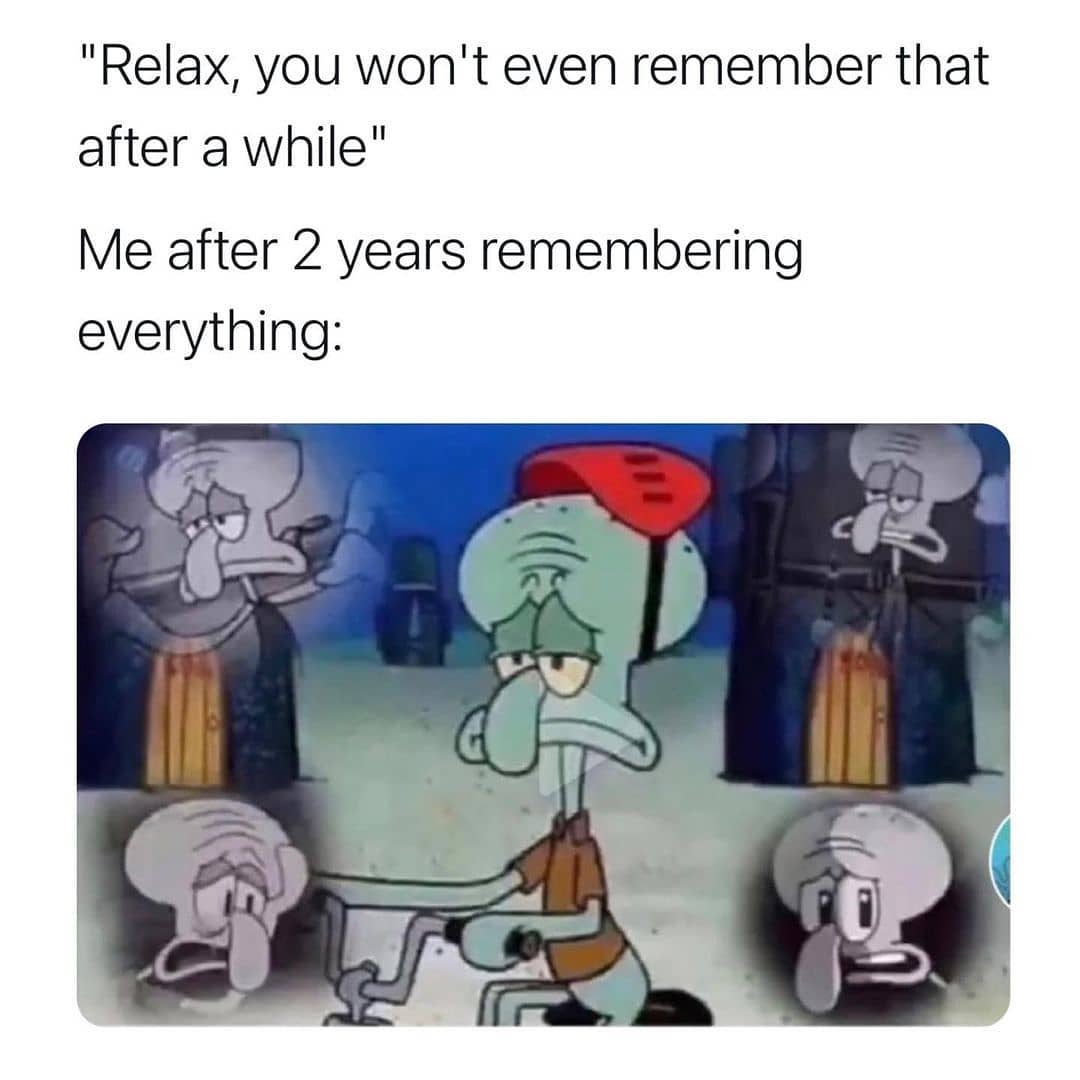 "Relax, you won't even remember that
after a while"
Me after 2 years remembering
everything: